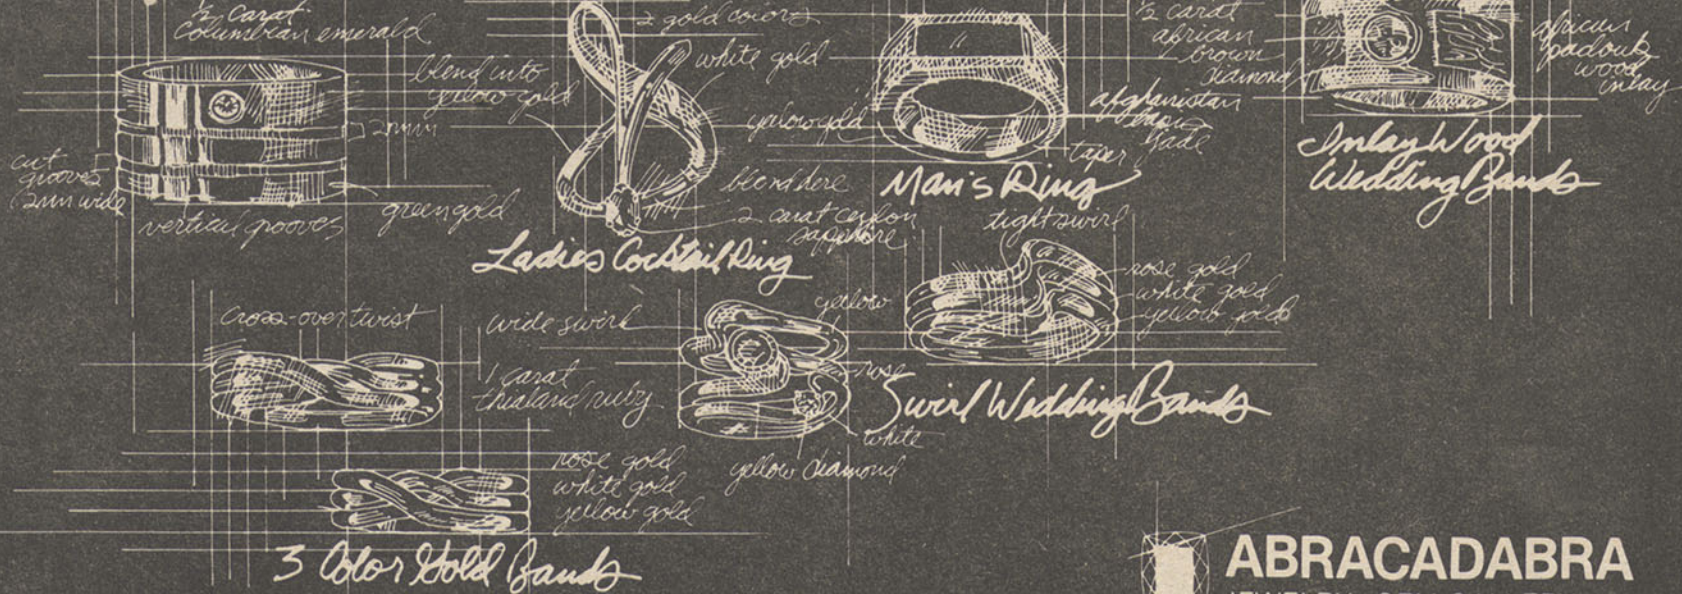 ½ carat
Columbian emerald
blend into
yellow gold
2mm
cut
grooves
12mm wide
vertical grooves
green gold
2 gold colors
white gold
yellow gold
blend here
2 carat ceylon
sapphire
Ladies Cocktail Ring
afghanistan
jade
taper
Man's Ring
½ carat
african
brown
diamond
african
padouk
wood
inlay
Inlay Wood
Wedding Bands
cross-over twist
wide swirl
1 carat
thialand ruby
yellow
rose
white
yellow diamond
tight swirl
rose gold
white gold
yellow gold
Swirl Wedding Bands
rose gold
white gold
yellow gold
3 Color Gold Bands
ABRACADABRA